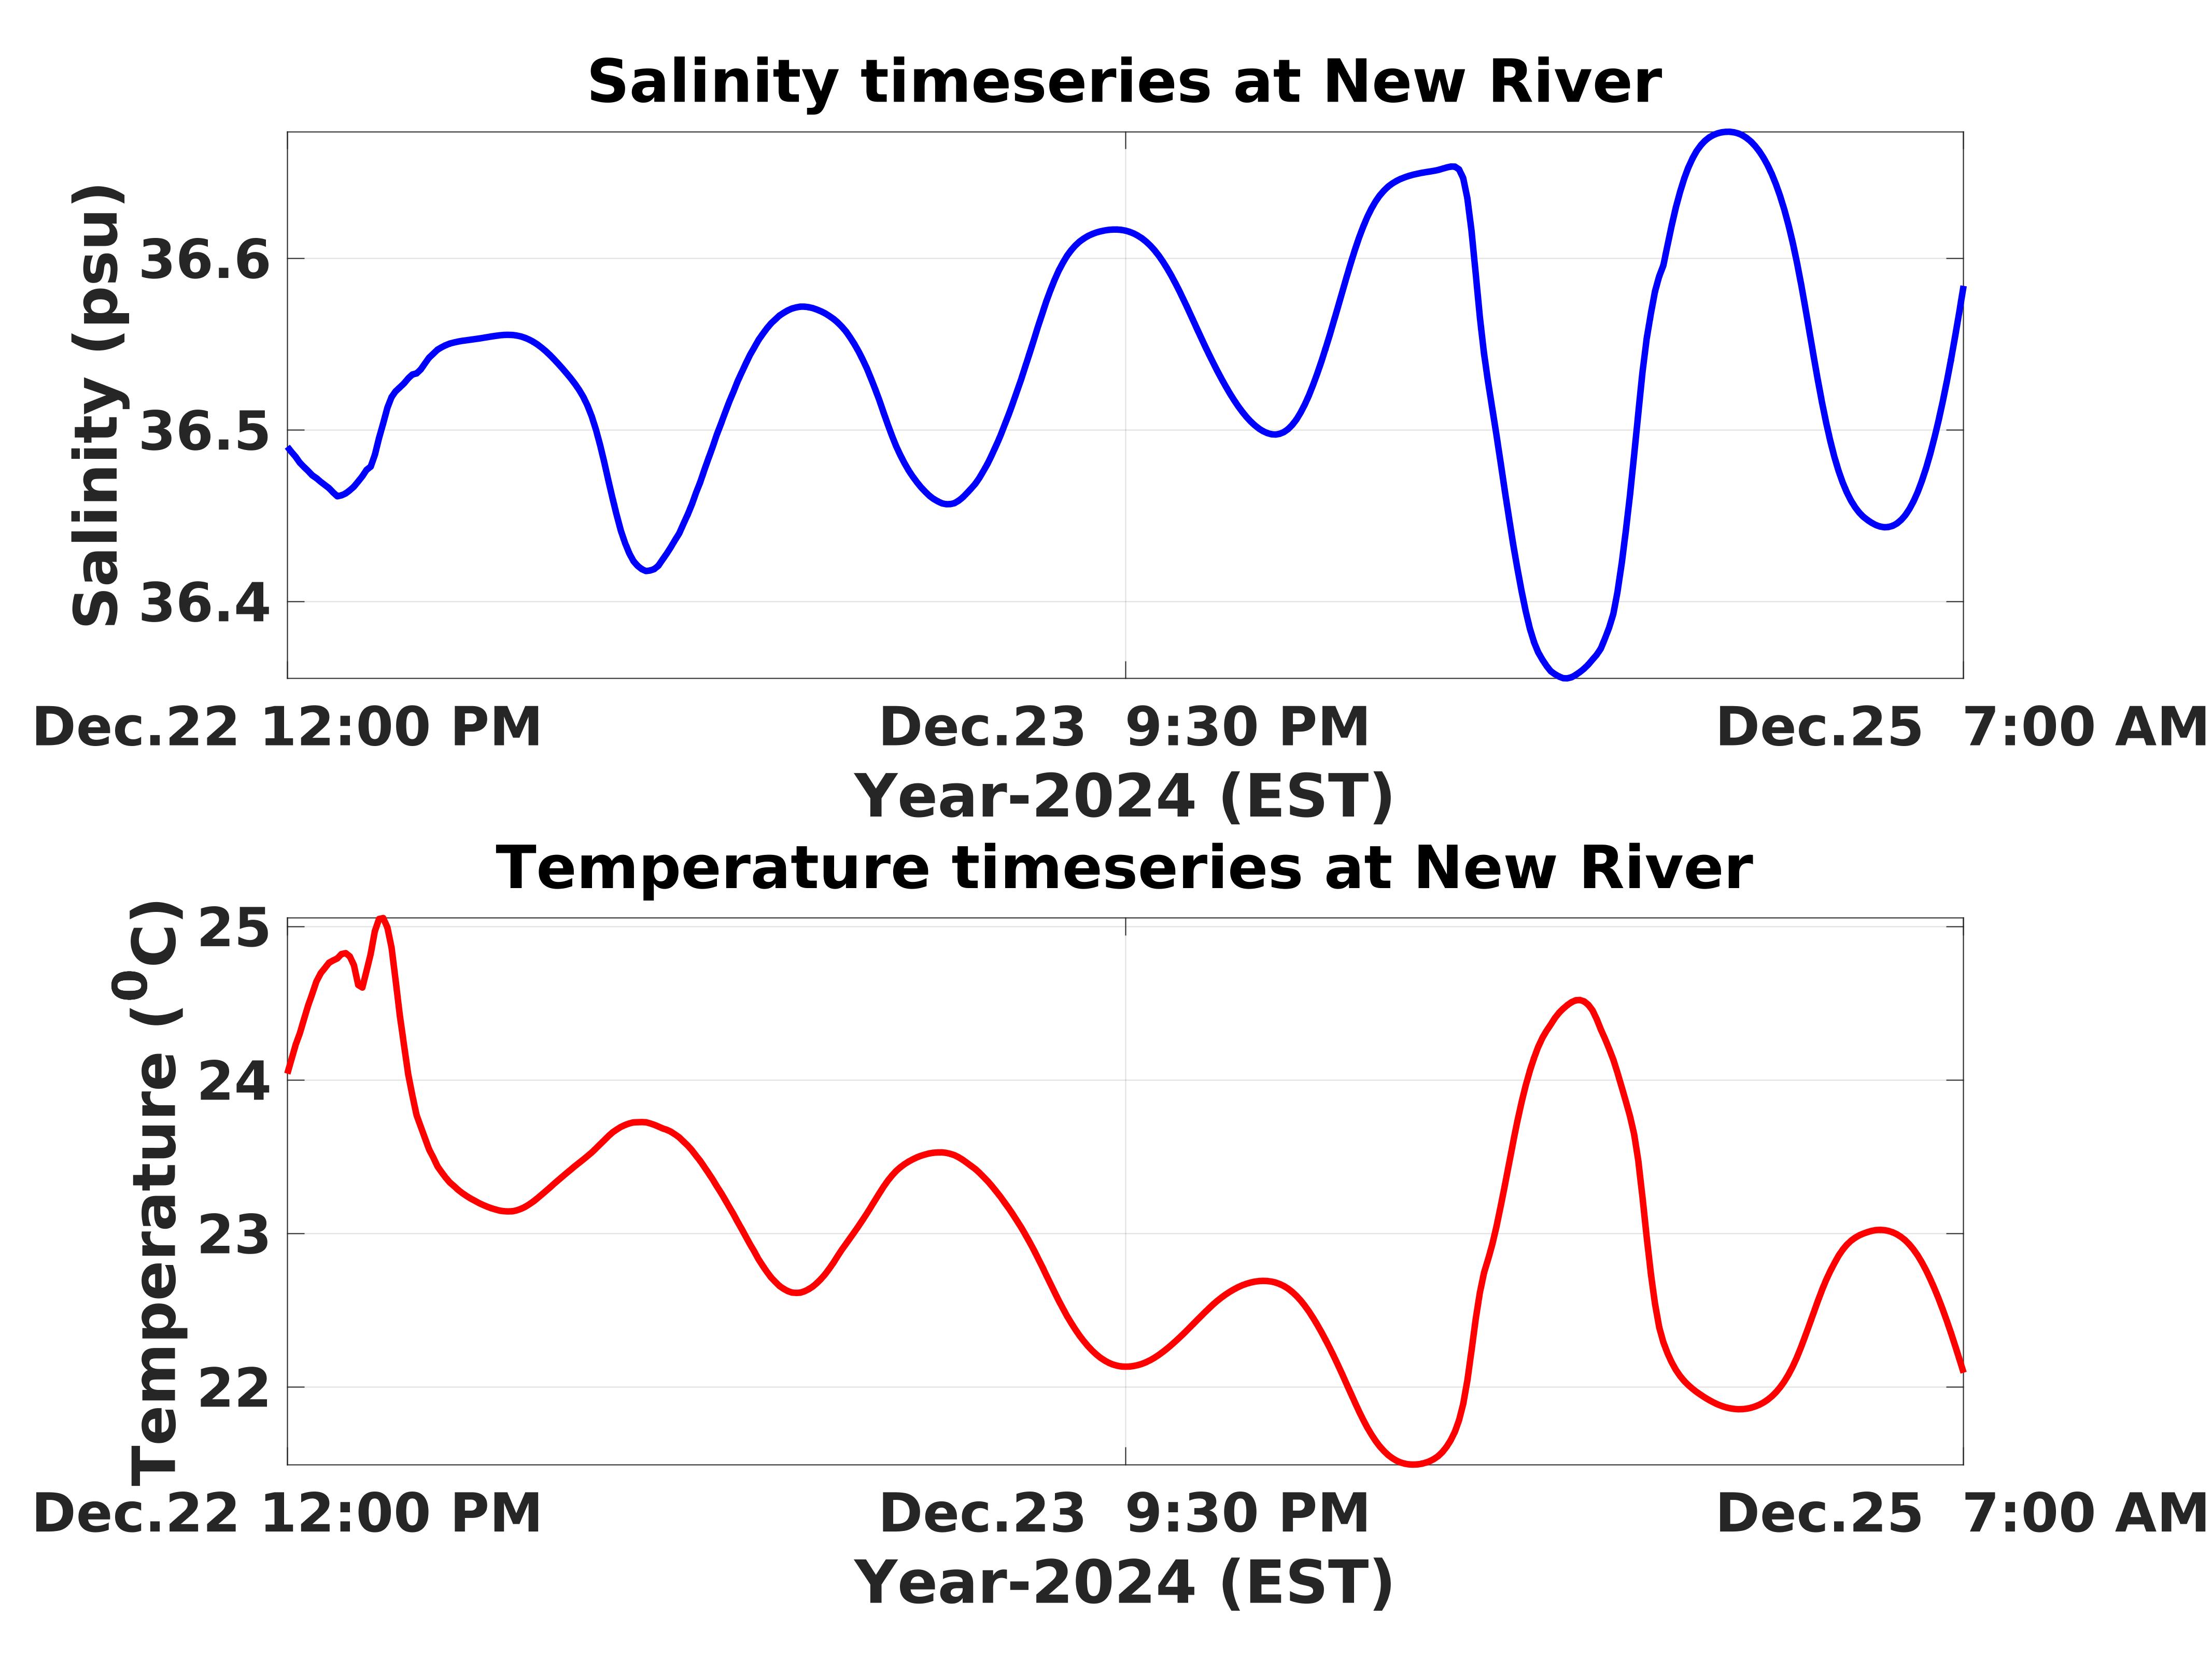 Salinity timeseries at New River
Salinity (psu)
36.6
36.5
36.4
Dec.22 12:00 PM Dec.23  9:30 PM Dec.25  7:00 AM
Year-2024 (EST)
Temperature timeseries at New River
Temperature (⁰C)
25
24
23
22
Dec.22 12:00 PM Dec.23  9:30 PM Dec.25  7:00 AM
Year-2024 (EST)